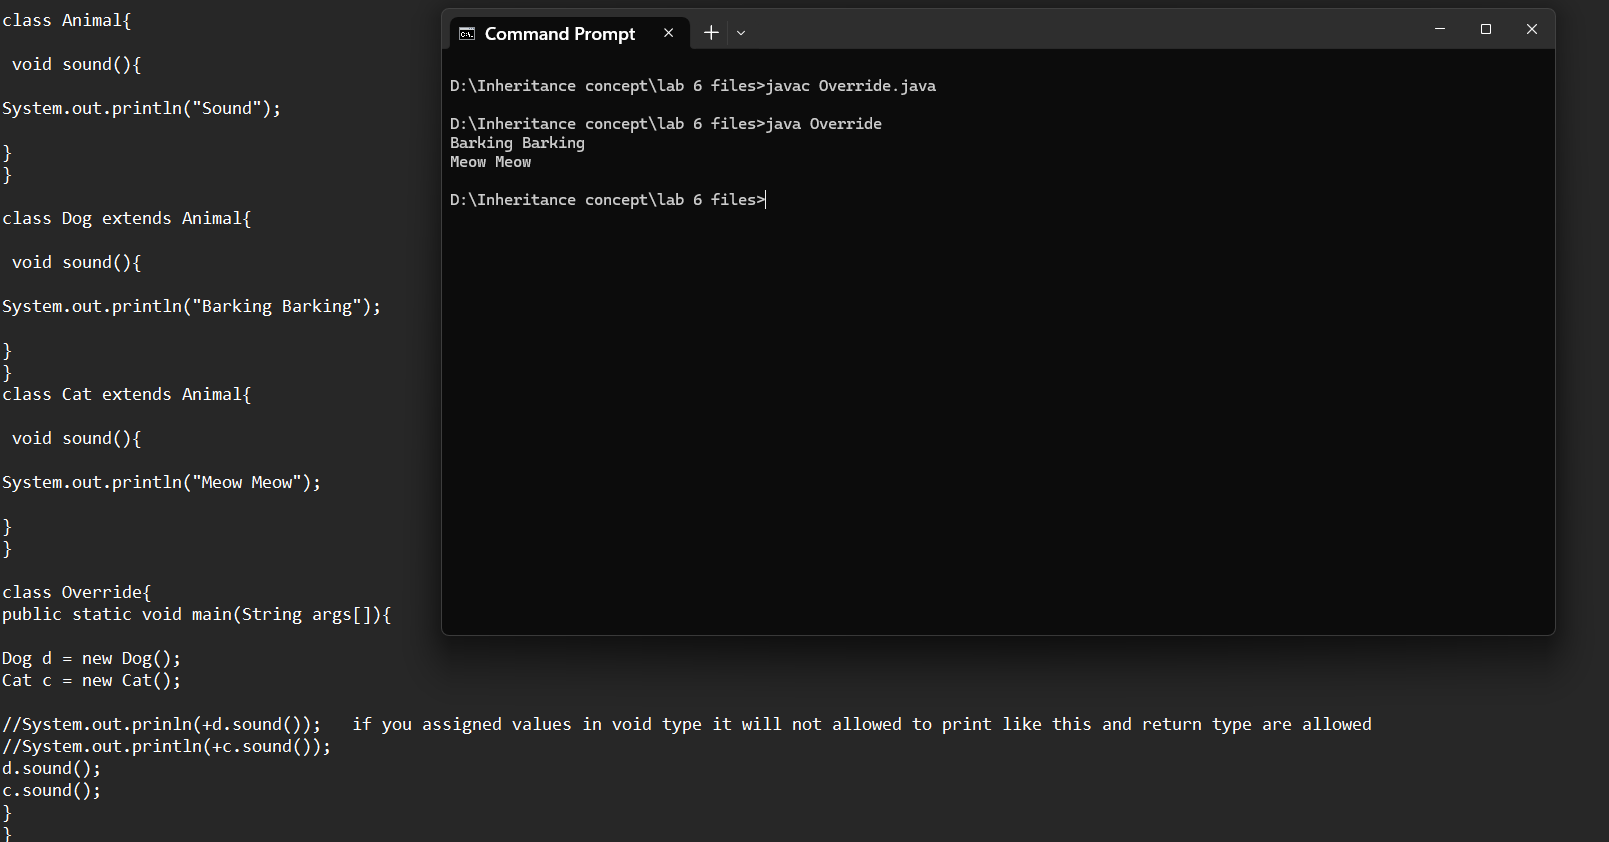 class Animal{
void sound(){
System.out.println("Sound");
}
}
class Dog extends Animal{
void sound(){
System.out.println("Barking Barking");
}
}
class Cat extends Animal{
void sound(){
System.out.println("Meow Meow");
}
}
class Override{
public static void main(String args[]){
Dog d = new Dog();
Cat c = new Cat();
//System.out.prinln(+d.sound());   if you assigned values in void type it will not allowed to print like this and return type are allowed
//System.out.println(+c.sound());
d.sound();
c.sound();
}
}
Command Prompt
D:\Inheritance concept\lab 6 files>javac Override.java
D:\Inheritance concept\lab 6 files>java Override
Barking Barking
Meow Meow
D:\Inheritance concept\lab 6 files>